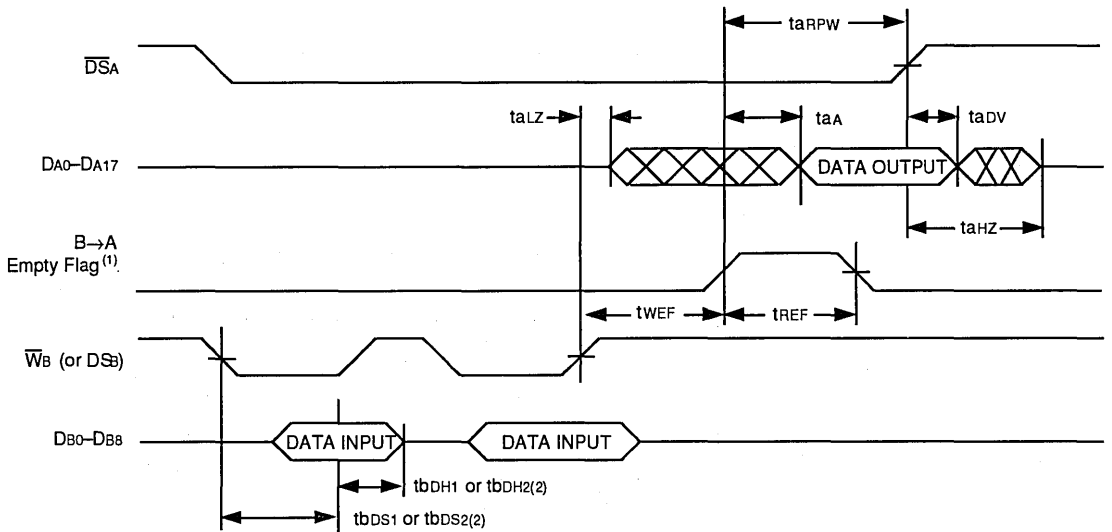 taRPW
DSA
taLZ
taA
taDV
DA0–DA17
DATA OUTPUT
taHZ
B→A
Empty Flag(1).
tWEF
tREF
WB (or DSB)
DB0–DB8
DATA INPUT
DATA INPUT
tbDH1 or tbDH2(2)
tbDS1 or tbDS2(2)